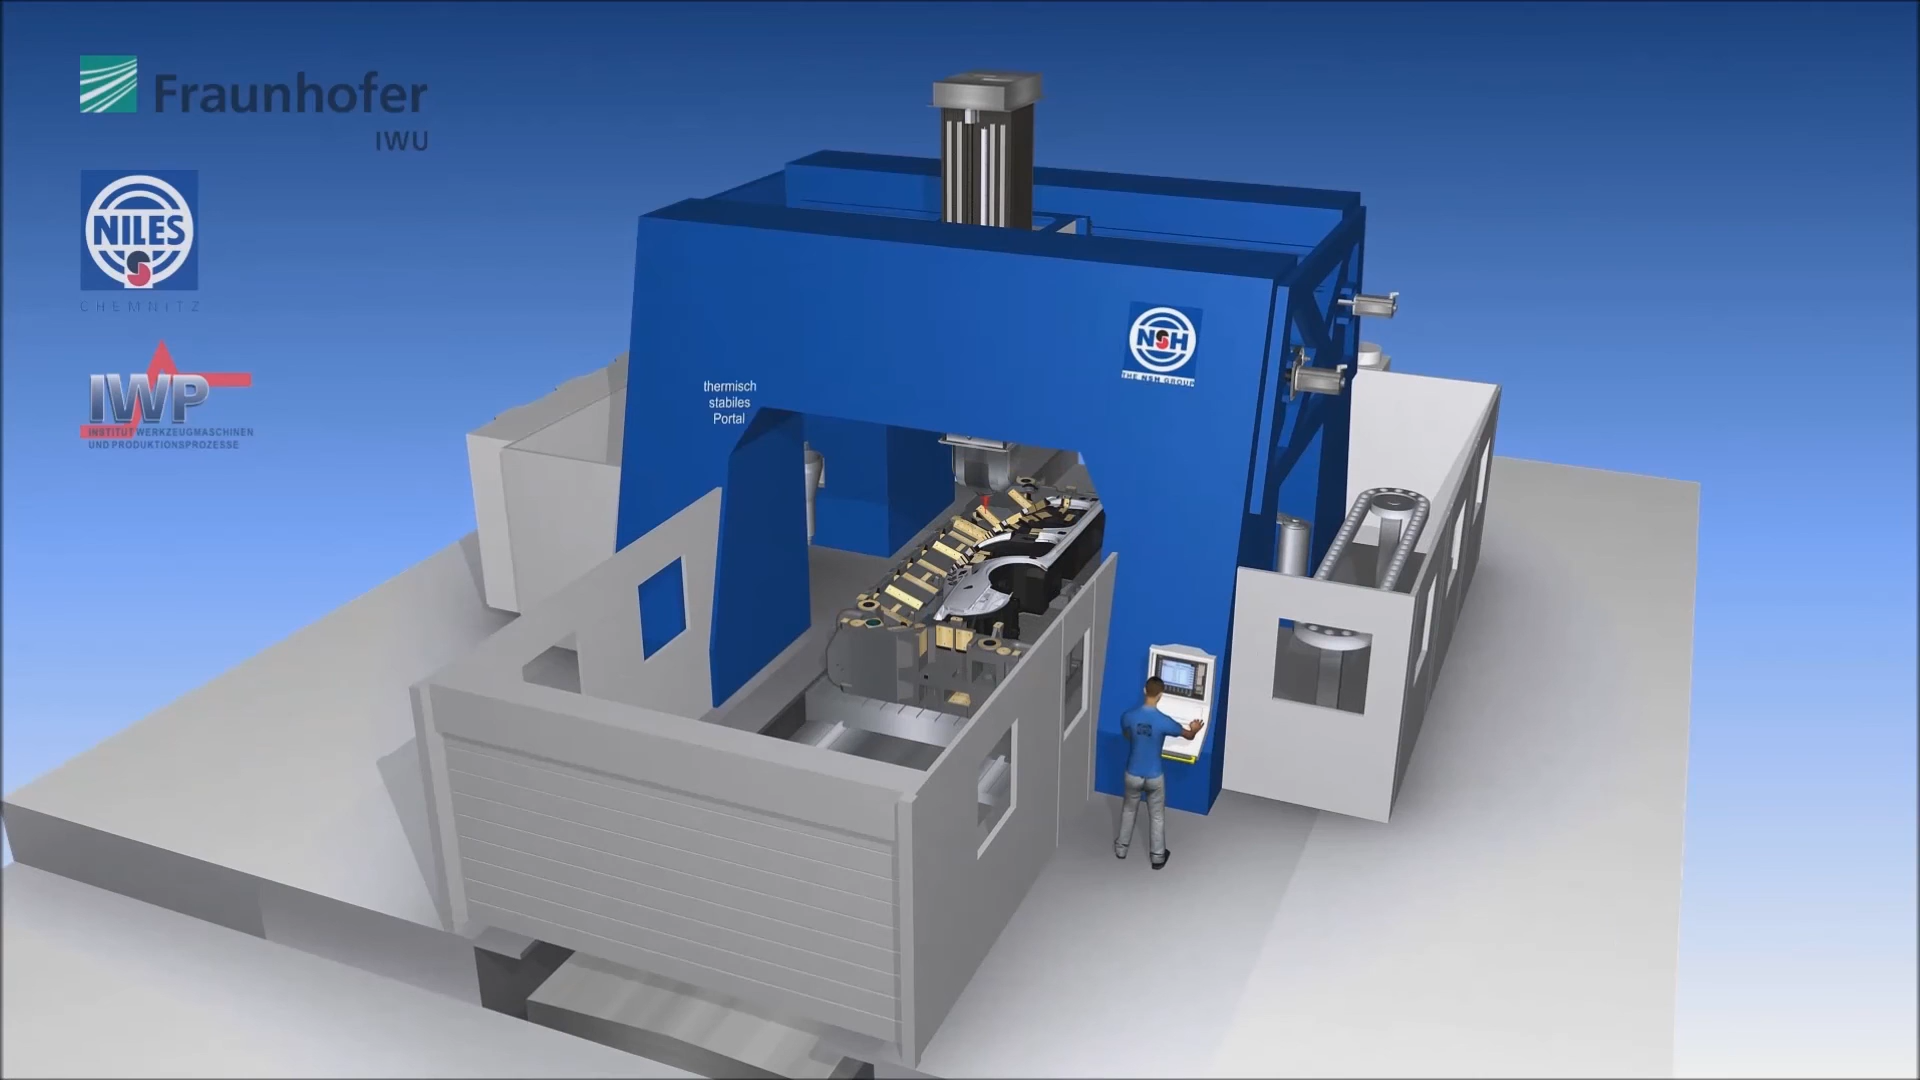 Fraunhofer
IWU
NILES
CHEMNITZ
IWP
INSTITUT WERKZEUGMASCHINEN
UND PRODUKTIONSPROZESSE
thermisch
stabiles
Portal
NSH
THE NSH GROUP